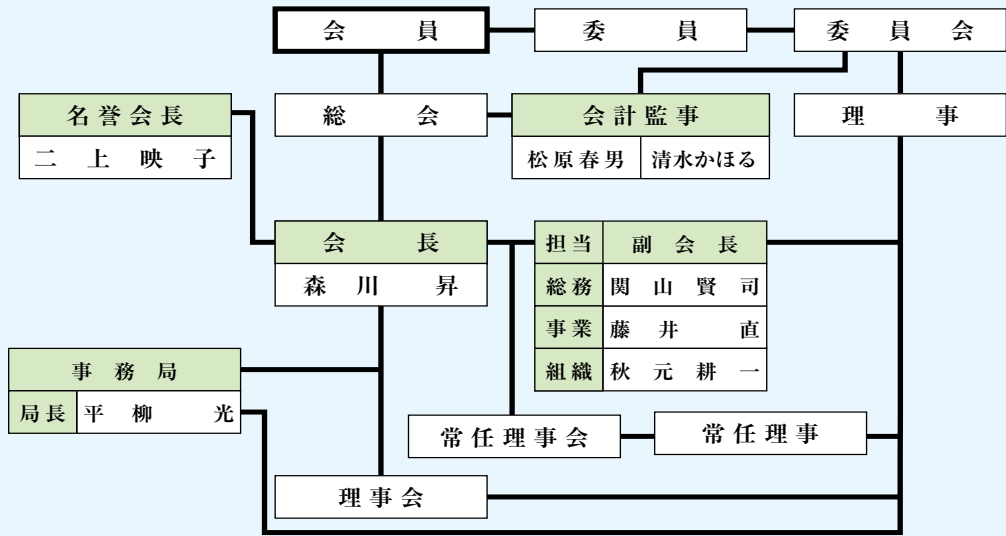 会員
委員
委員会
名誉会長
二上映子
総会
会計監事
松原春男
清水かほる
理事
会長
森川昇
担当 副会長
総務 関山賢司
事業 藤井直
組織 秋元耕一
事務局
局長 平柳光
常任理事会
常任理事
理事会